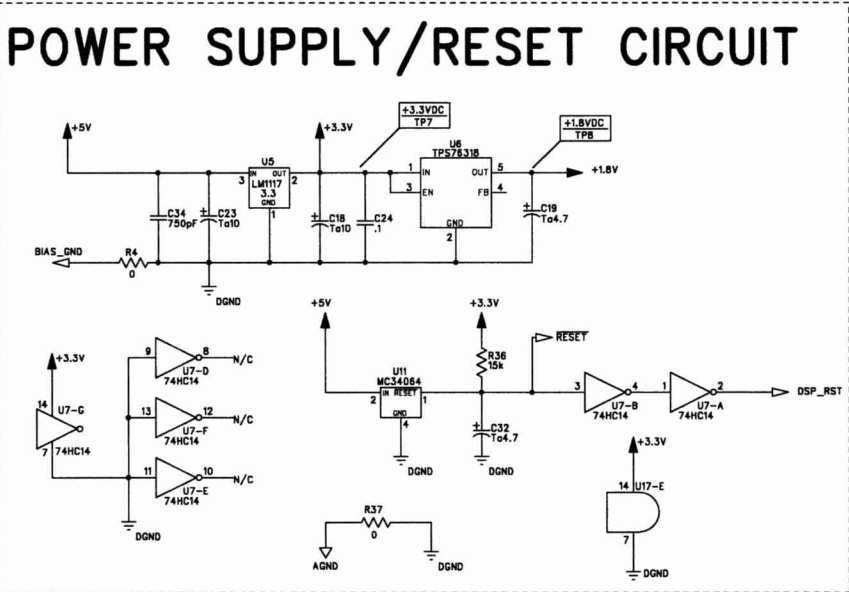 POWER SUPPLY/RESET CIRCUIT
+5V
+3.3V
+3.3VDC
TP7
+1.8VDC
TP8
U5
3 IN OUT 2
LM1117
3.3
GND
1
U6
TPS76318
1 IN OUT 5
3 EN FB 4
GND
2
+1.8V
C34
750pF
C23
Ta10
C18
Ta10
C24
.1
C19
Ta4.7
BIAS_GND
R4
0
DGND
+5V
+3.3V
RESET
R36
15k
U11
MC34064
2 IN RESET 1
GND
4
C32
Ta4.7
DGND
DGND
3 4
U7-B
74HC14
1 2
U7-A
74HC14
DSP_RST
+3.3V
14
U7-G
74HC14
7
9 8 N/C
U7-D
74HC14
13 12 N/C
U7-F
74HC14
11 10 N/C
U7-E
74HC14
DGND
R37
0
AGND
DGND
+3.3V
14 U17-E
7
DGND